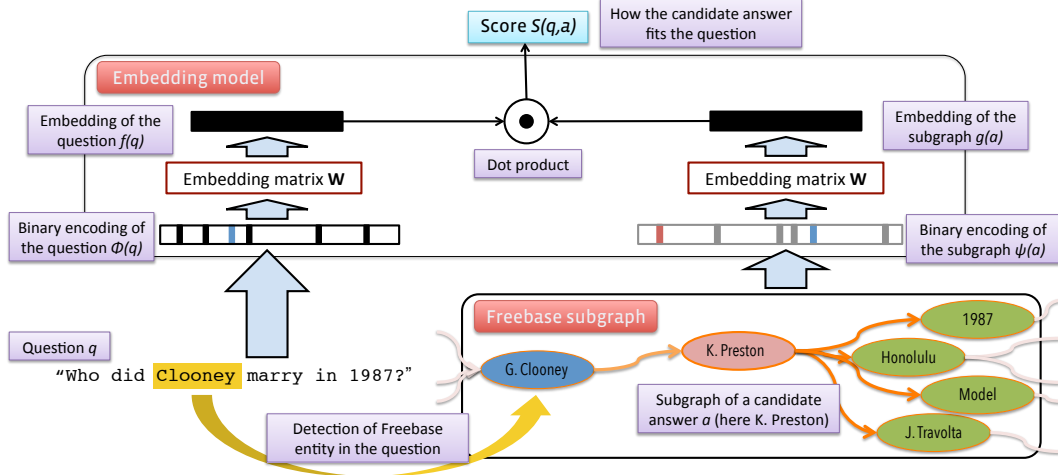 Score S(q,a)
How the candidate answer
fits the question
Embedding model
Embedding of the
question f(q)
Embedding of the
subgraph g(a)
Dot product
Embedding matrix W
Embedding matrix W
Binary encoding of
the question Φ(q)
Binary encoding of
the subgraph ψ(a)
Freebase subgraph
1987
Question q
K. Preston
Honolulu
“Who did Clooney marry in 1987?”
G. Clooney
Model
Subgraph of a candidate
answer a (here K. Preston)
J. Travolta
Detection of Freebase
entity in the question